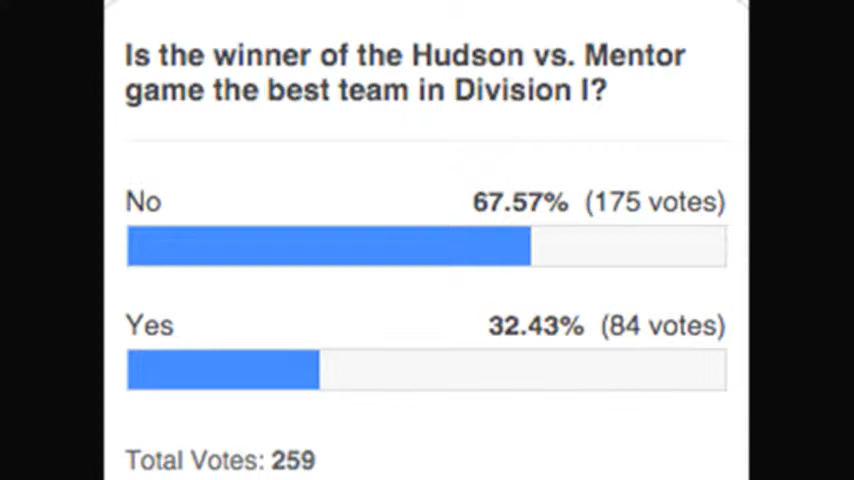 Is the winner of the Hudson vs. Mentor
game the best team in Division I?
No 67.57% (175 votes)
Yes 32.43% (84 votes)
Total Votes: 259